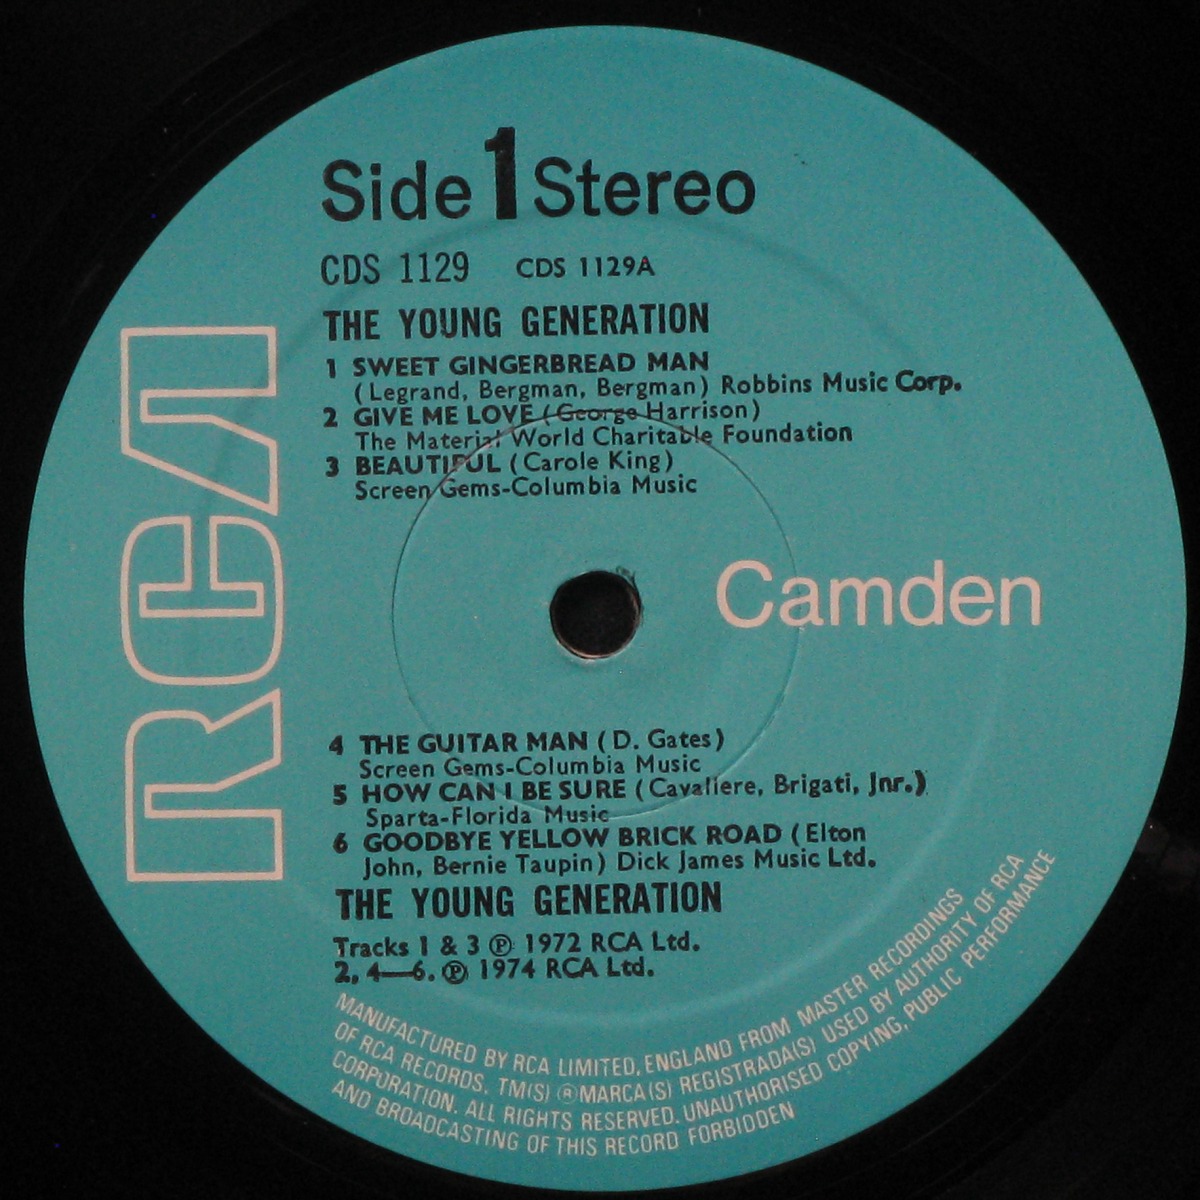 Side 1 Stereo
CDS 1129 CDS 1129A
THE YOUNG GENERATION
1 SWEET GINGERBREAD MAN
(Legrand, Bergman, Bergman) Robbins Music Corp.
2 GIVE ME LOVE (George Harrison)
The Material World Charitable Foundation
3 BEAUTIFUL (Carole King)
Screen Gems-Columbia Music
RCA
Camden
4 THE GUITAR MAN (D. Gates)
Screen Gems-Columbia Music
5 HOW CAN I BE SURE (Cavaliere, Brigati, Jnr.)
Sparta-Florida Music
6 GOODBYE YELLOW BRICK ROAD (Elton
John, Bernie Taupin) Dick James Music Ltd.
THE YOUNG GENERATION
Tracks 1 & 3 ℗ 1972 RCA Ltd.
2, 4—6. ℗ 1974 RCA Ltd.
MANUFACTURED BY RCA LIMITED, ENGLAND FROM MASTER RECORDINGS
OF RCA RECORDS. TM(S) ® MARCA(S) REGISTRADA(S) USED BY AUTHORITY OF RCA
CORPORATION. ALL RIGHTS RESERVED. UNAUTHORISED COPYING, PUBLIC PERFORMANCE
AND BROADCASTING OF THIS RECORD FORBIDDEN